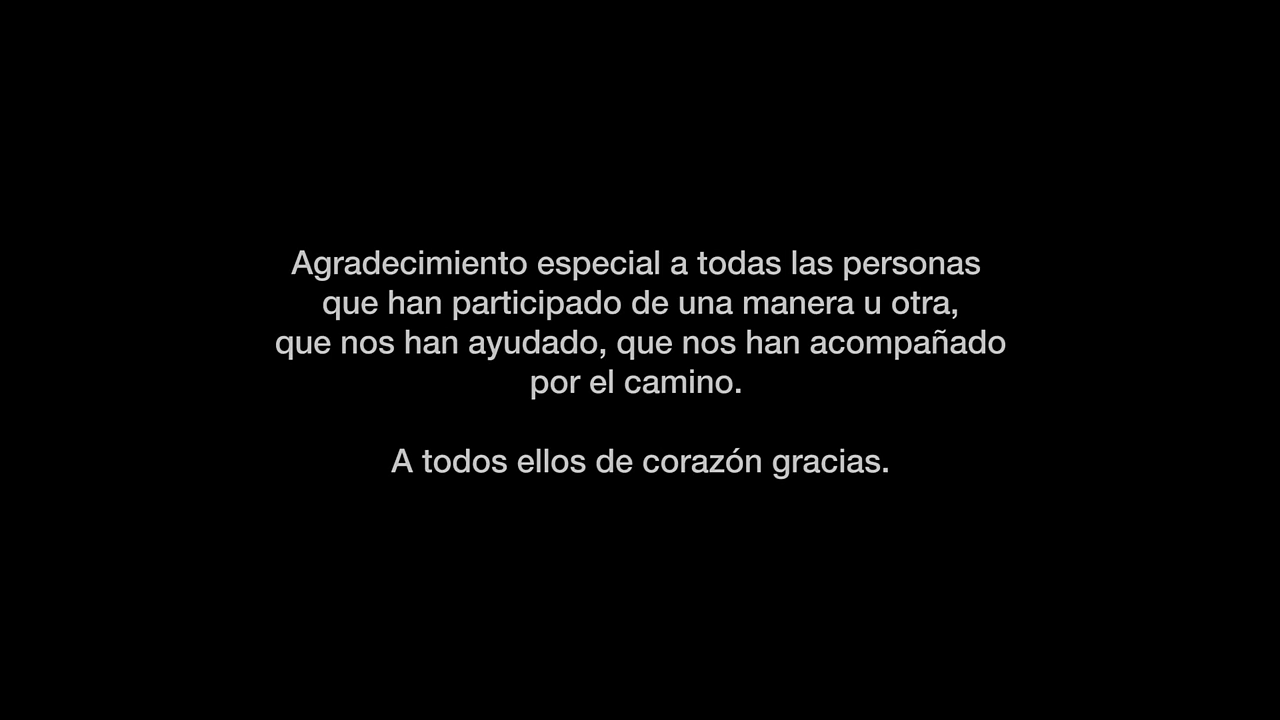 Agradecimiento especial a todas las personas
que han participado de una manera u otra,
que nos han ayudado, que nos han acompañado
por el camino.
A todos ellos de corazón gracias.